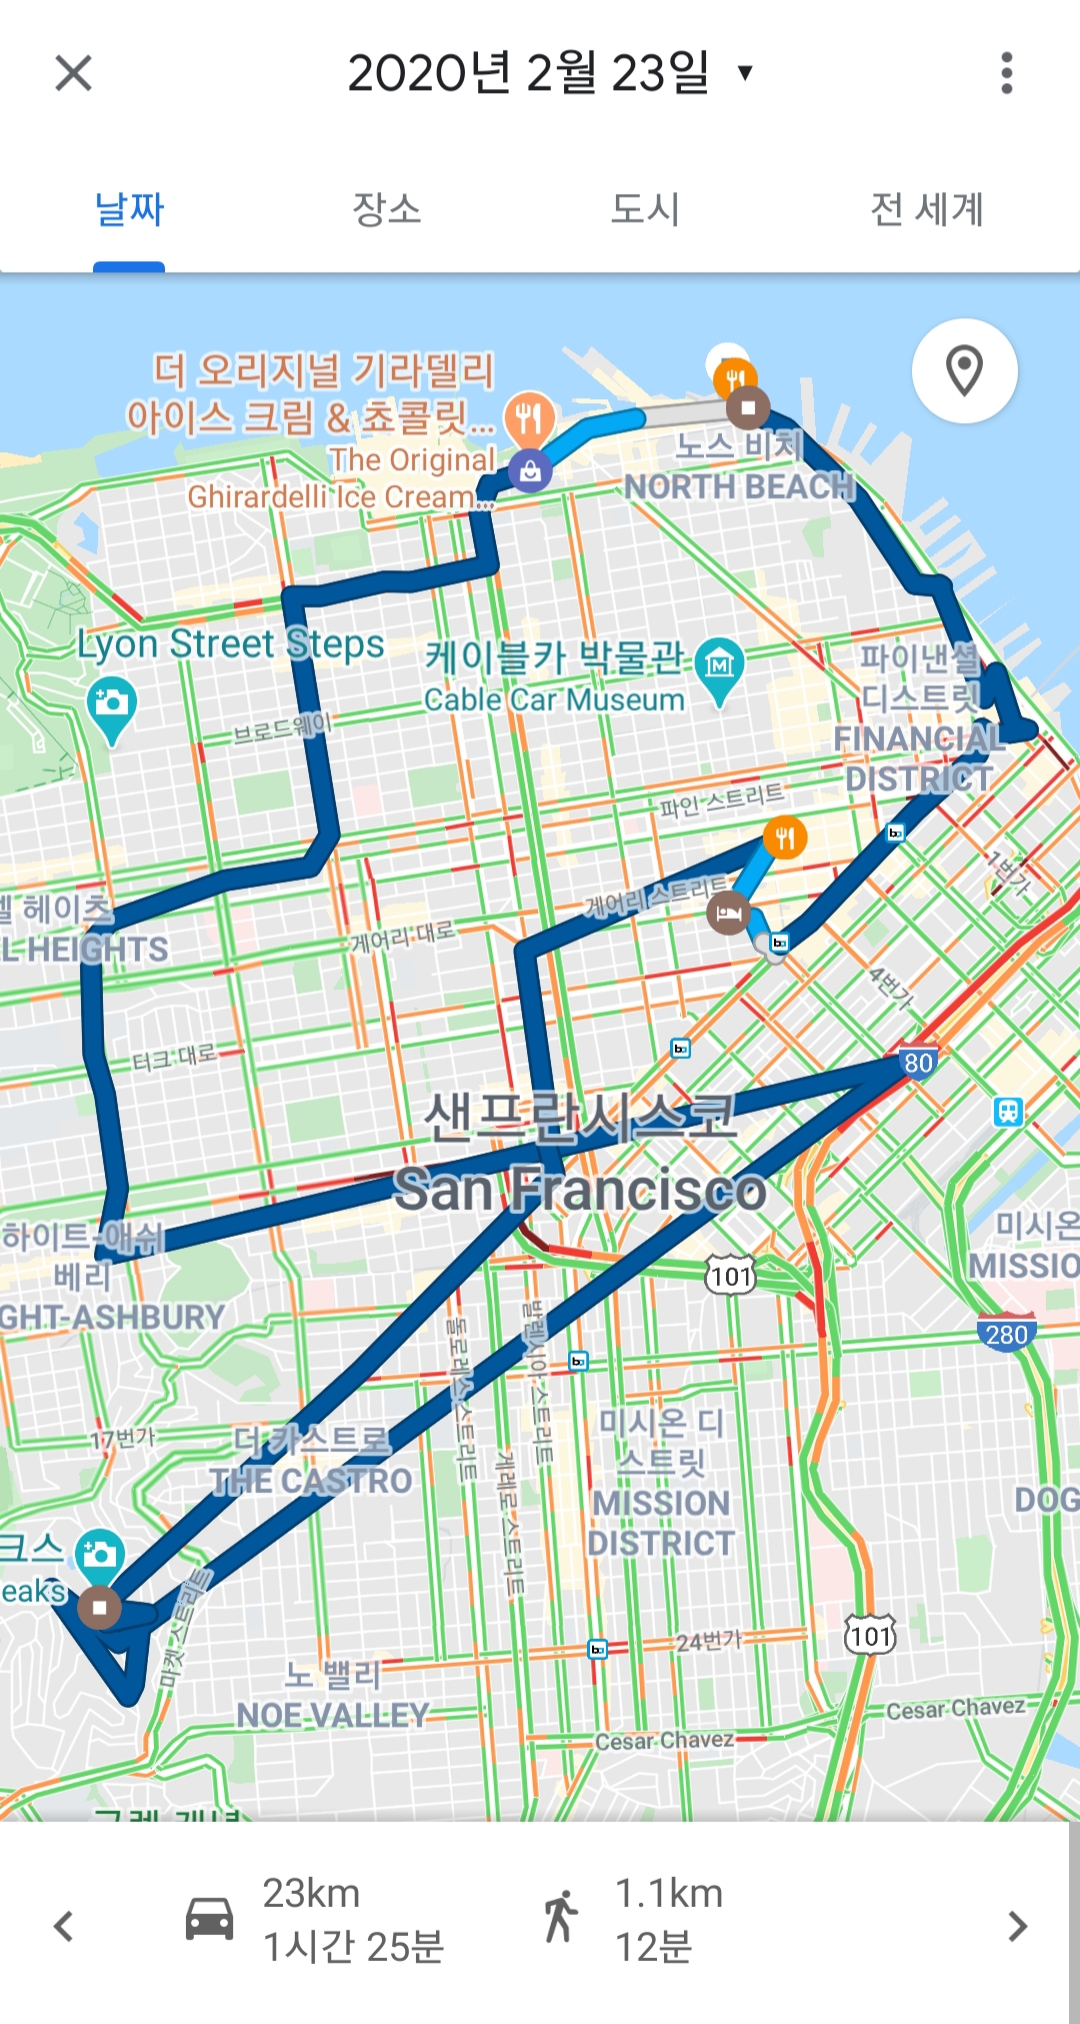 2020년 2월 23일
날짜
장소
도시
전 세계
더 오리지널 기라델리
아이스 크림 & 쵸콜릿...
The Original
Ghirardelli Ice Cream...
노스 비치
NORTH BEACH
Lyon Street Steps
케이블카 박물관
Cable Car Museum
파이낸셜
디스트릿
FINANCIAL
DISTRICT
브로드웨이
파인 스트리트
1번가
헤이츠
HEIGHTS
게어리 스트리트
게어리 대로
4번가
터크 대로
80
샌프란시스코
San Francisco
하이트-애쉬
베리
GHT-ASHBURY
미시온
MISSIO
101
280
발렌시아 스트리트
돌로레스 스트리트
게레로 스트리트
17번가
더 카스트로
THE CASTRO
미시온 디
스트릿
MISSION
DISTRICT
DOG
크스
eaks
마켓 스트리트
101
24번가
노 밸리
NOE VALLEY
Cesar Chavez
Cesar Chavez
23km
1시간 25분
1.1km
12분